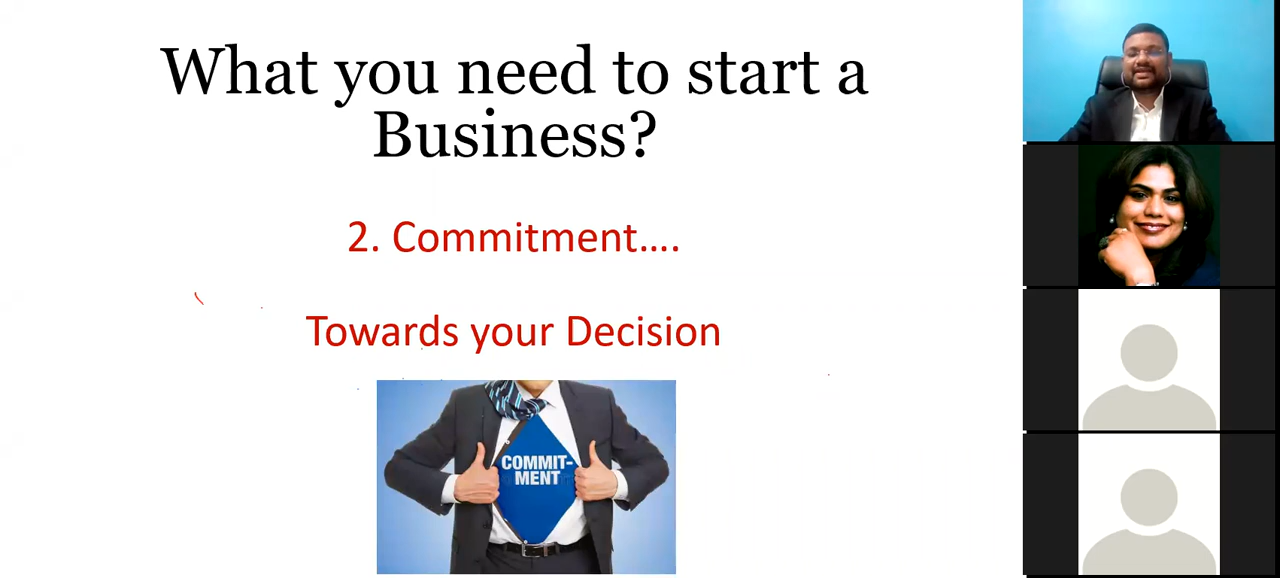 What you need to start a
Business?
2. Commitment....
Towards your Decision
COMMIT-
MENT